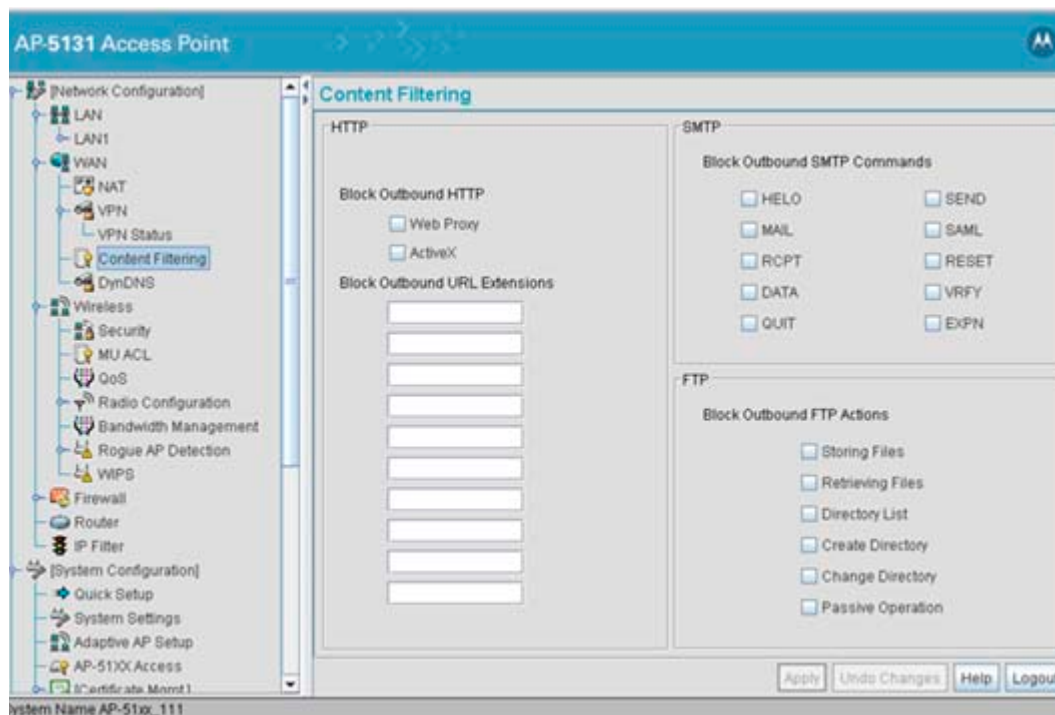 AP-5131 Access Point
[Network Configuration]
LAN
LAN1
WAN
NAT
VPN
VPN Status
Content Filtering
DynDNS
Wireless
Security
MU ACL
QoS
Radio Configuration
Bandwidth Management
Rogue AP Detection
WIPS
Firewall
Router
IP Filter
[System Configuration]
Quick Setup
System Settings
Adaptive AP Setup
AP-51XX Access
[Certificate Mgmt]
Content Filtering
HTTP
Block Outbound HTTP
Web Proxy
ActiveX
Block Outbound URL Extensions
SMTP
Block Outbound SMTP Commands
HELO SEND
MAIL SAML
RCPT RESET
DATA VRFY
QUIT EXPN
FTP
Block Outbound FTP Actions
Storing Files
Retrieving Files
Directory List
Create Directory
Change Directory
Passive Operation
Apply Undo Changes Help Logout
ystem Name AP-51xx_111